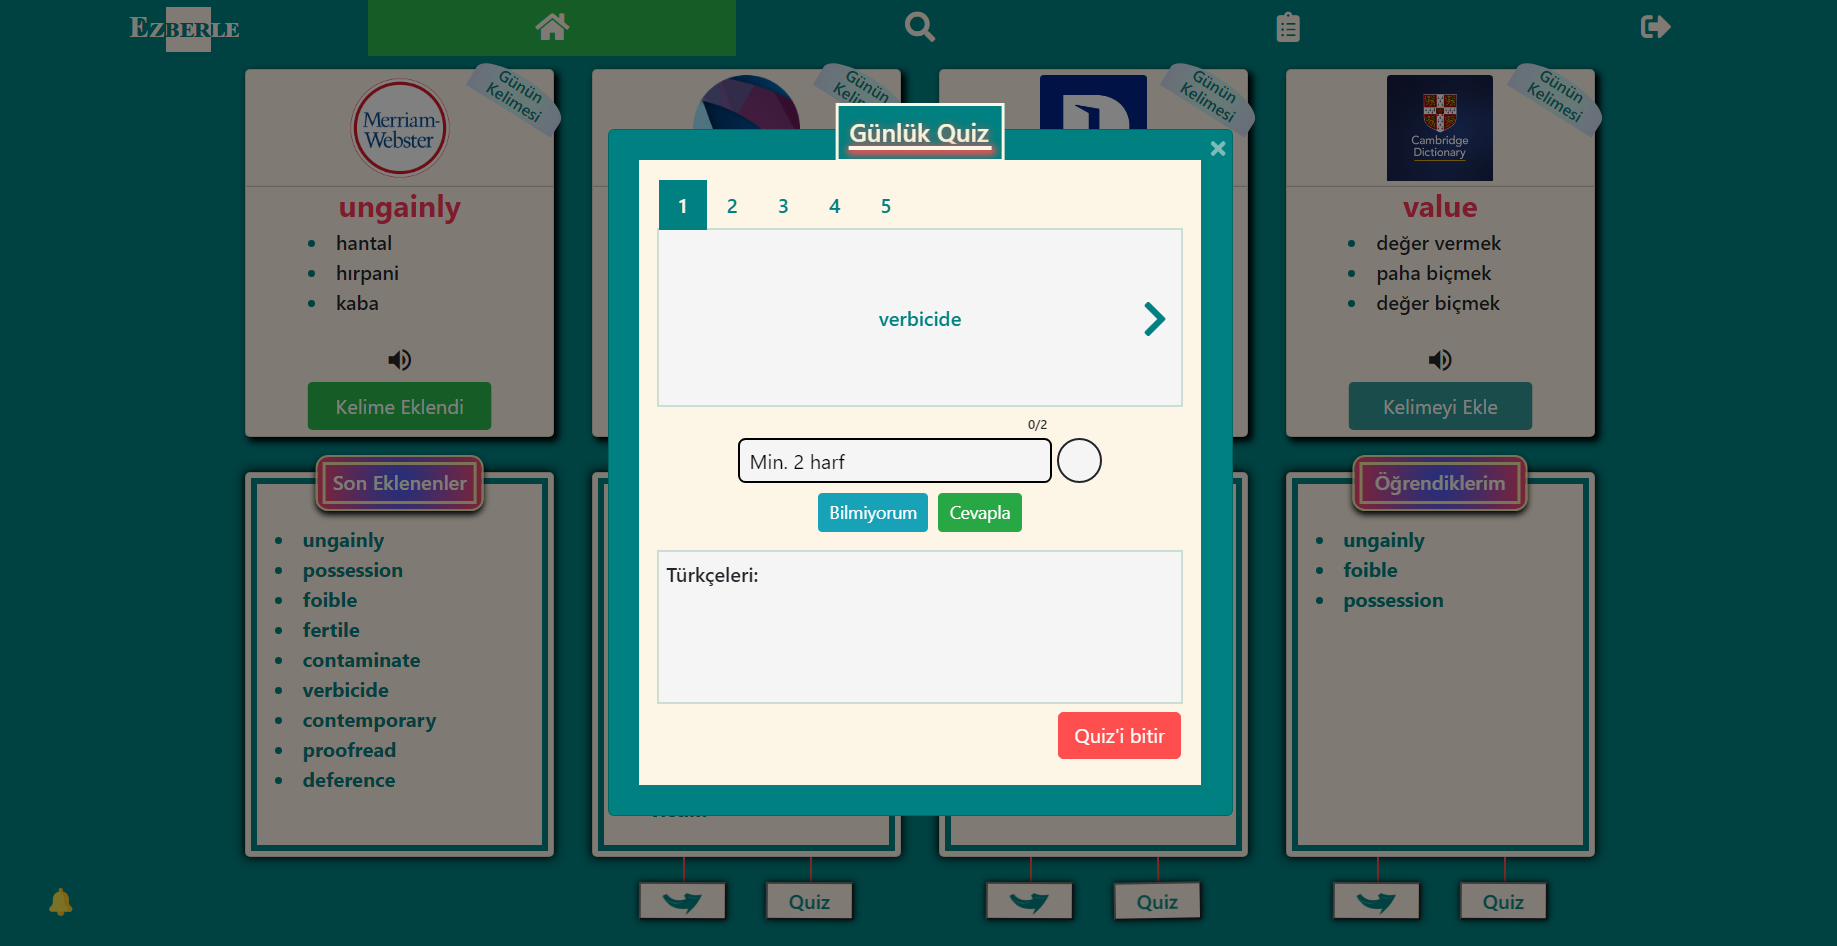 EZBERLE
Günün
Kelimesi
Merriam-
Webster
ungainly
hantal
hırpani
kaba
Kelime Eklendi
Günün
Günün
Kelimesi
Günün
Kelimesi
Cambridge
Dictionary
value
değer vermek
paha biçmek
değer biçmek
Kelimeyi Ekle
Günlük Quiz
×
1 2 3 4 5
verbicide
0/2
Min. 2 harf
Bilmiyorum Cevapla
Türkçeleri:
Quiz'i bitir
Son Eklenenler
ungainly
possession
foible
fertile
contaminate
verbicide
contemporary
proofread
deference
Öğrendiklerim
ungainly
foible
possession
Quiz
Quiz
Quiz